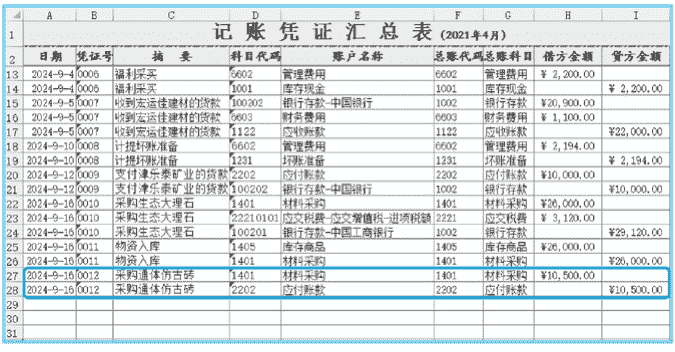 A B C D E F G H I
1 记账凭证汇总表(2021年4月)
2 日期 凭证号 摘 要 科目代码 账户名称 总账代码 总账科目 借方金额 贷方金额
13 2024-9-4 0006 福利采买 6602 管理费用 6602 管理费用 ¥ 2,200.00
14 2024-9-4 0006 福利采买 1001 库存现金 1002 库存现金 ¥ 2,200.00
15 2024-9-5 0007 收到宏运佳建材的货款 100202 银行存款-中国银行 1002 银行存款 ¥20,900.00
16 2024-9-5 0007 收到宏运佳建材的货款 6603 财务费用 6603 财务费用 ¥ 1,100.00
17 2024-9-5 0007 收到宏运佳建材的货款 1122 应收账款 1122 应收账款 ¥22,000.00
18 2024-9-10 0008 计提坏账准备 6602 管理费用 6602 管理费用 ¥ 2,194.00
19 2024-9-10 0008 计提坏账准备 1231 坏账准备 1231 坏账准备 ¥ 2,194.00
20 2024-9-12 0009 支付津乐泰矿业的货款 2202 应付账款 2202 应付账款 ¥10,000.00
21 2024-9-12 0009 支付津乐泰矿业的货款 100202 银行存款-中国银行 1002 银行存款 ¥10,000.00
22 2024-9-16 0010 采购生态大理石 1401 材料采购 1401 材料采购 ¥26,000.00
23 2024-9-16 0010 采购生态大理石 22210101 应交税费-应交增值税-进项税额 2221 应交税费 ¥ 3,120.00
24 2024-9-16 0010 采购生态大理石 100201 银行存款-中国工商银行 1002 银行存款 ¥29,120.00
25 2024-9-16 0011 物资入库 1405 库存商品 1405 库存商品 ¥26,000.00
26 2024-9-16 0011 物资入库 1401 材料采购 1401 材料采购 ¥26,000.00
27 2024-9-16 0012 采购通体仿古砖 1401 材料采购 1401 材料采购 ¥10,500.00
28 2024-9-16 0012 采购通体仿古砖 2202 应付账款 2202 应付账款 ¥10,500.00
29
30
31